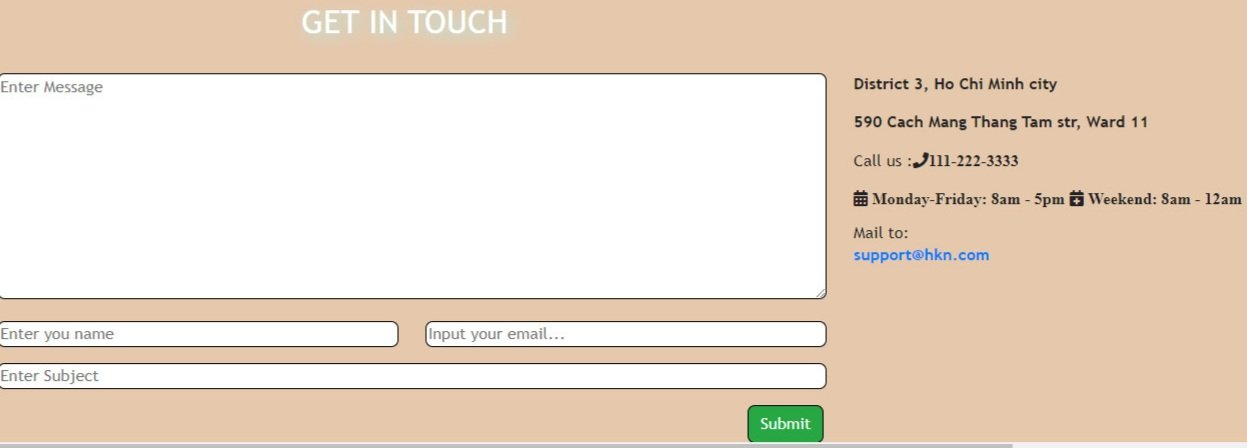 GET IN TOUCH
Enter Message
District 3, Ho Chi Minh city
590 Cach Mang Thang Tam str, Ward 11
Call us :111-222-3333
Monday-Friday: 8am - 5pm Weekend: 8am - 12am
Mail to:
support@hkn.com
Enter you name
Input your email...
Enter Subject
Submit